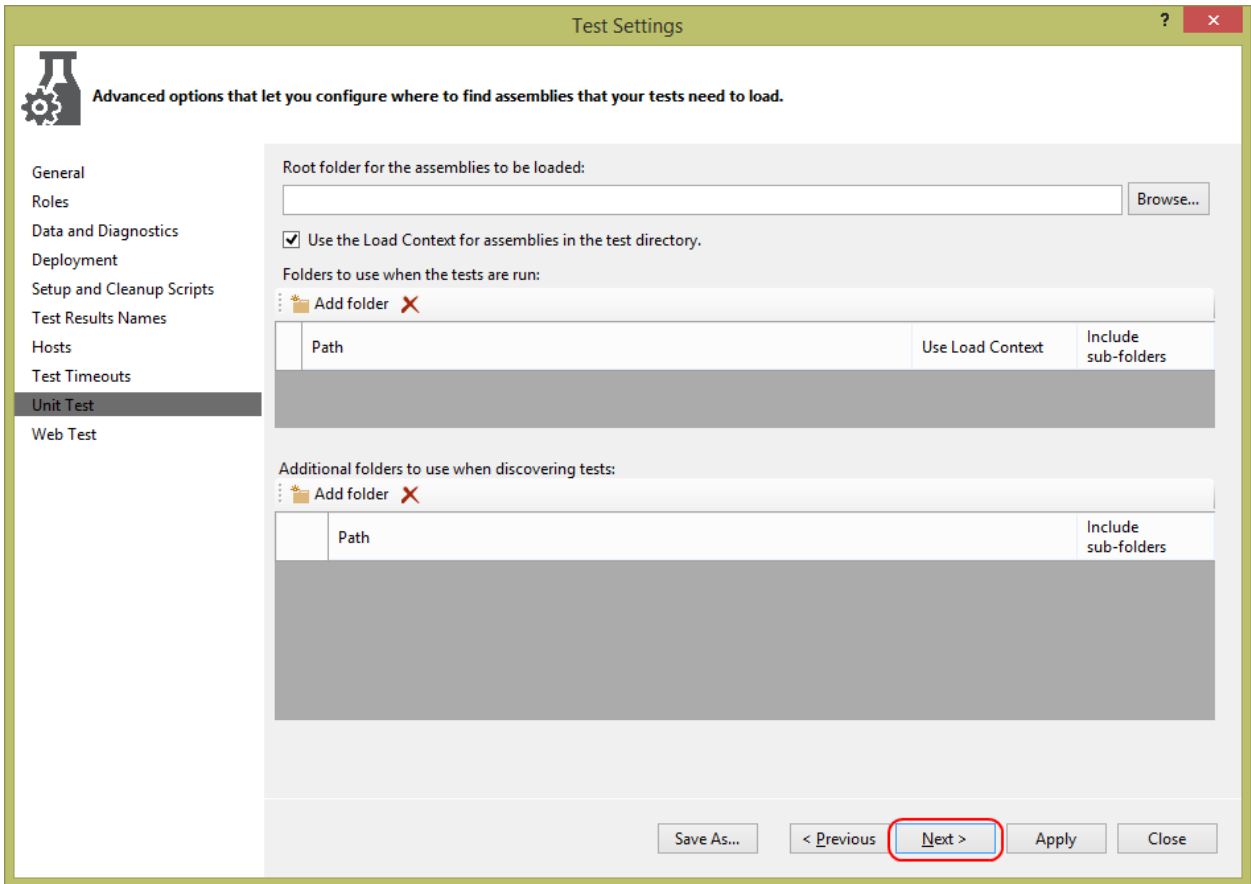 Test Settings
?
Advanced options that let you configure where to find assemblies that your tests need to load.
General
Roles
Data and Diagnostics
Deployment
Setup and Cleanup Scripts
Test Results Names
Hosts
Test Timeouts
Unit Test
Web Test
Root folder for the assemblies to be loaded:
Browse...
Use the Load Context for assemblies in the test directory.
Folders to use when the tests are run:
Add folder
Path Use Load Context Include
sub-folders
Additional folders to use when discovering tests:
Add folder
Path Include
sub-folders
Save As... < Previous Next > Apply Close